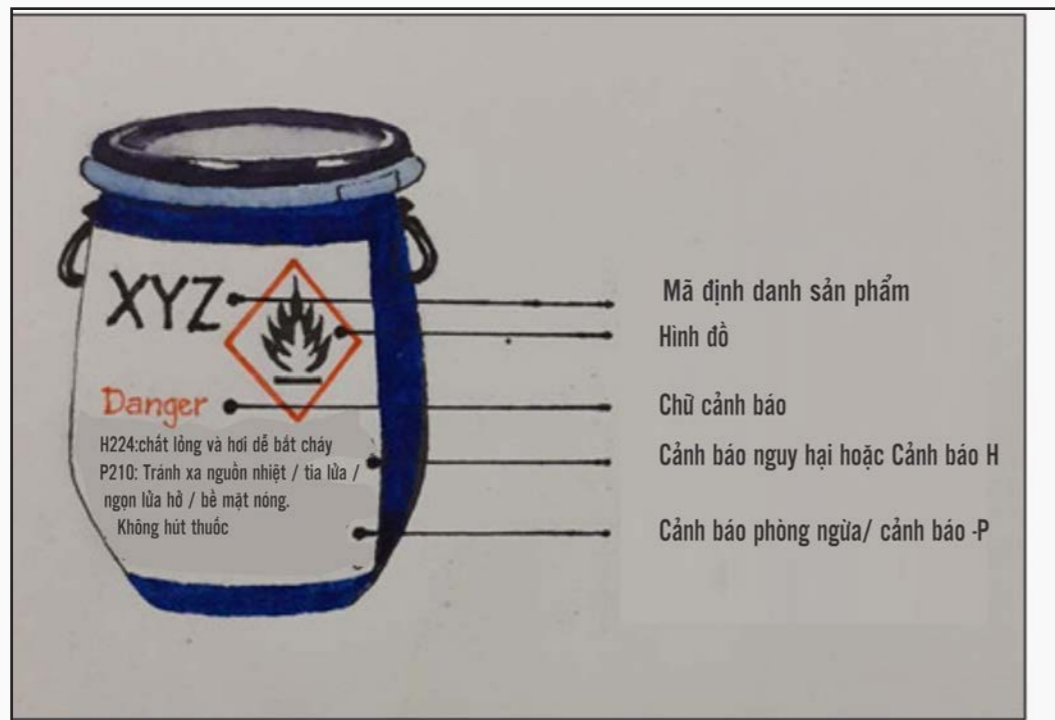 XYZ
Danger
H224:chất lỏng và hơi dễ bắt cháy
P210: Tránh xa nguồn nhiệt / tia lửa /
ngọn lửa hở / bề mặt nóng.
Không hút thuốc
Mã định danh sản phẩm
Hình đồ
Chữ cảnh báo
Cảnh báo nguy hại hoặc Cảnh báo H
Cảnh báo phòng ngừa/ cảnh báo -P